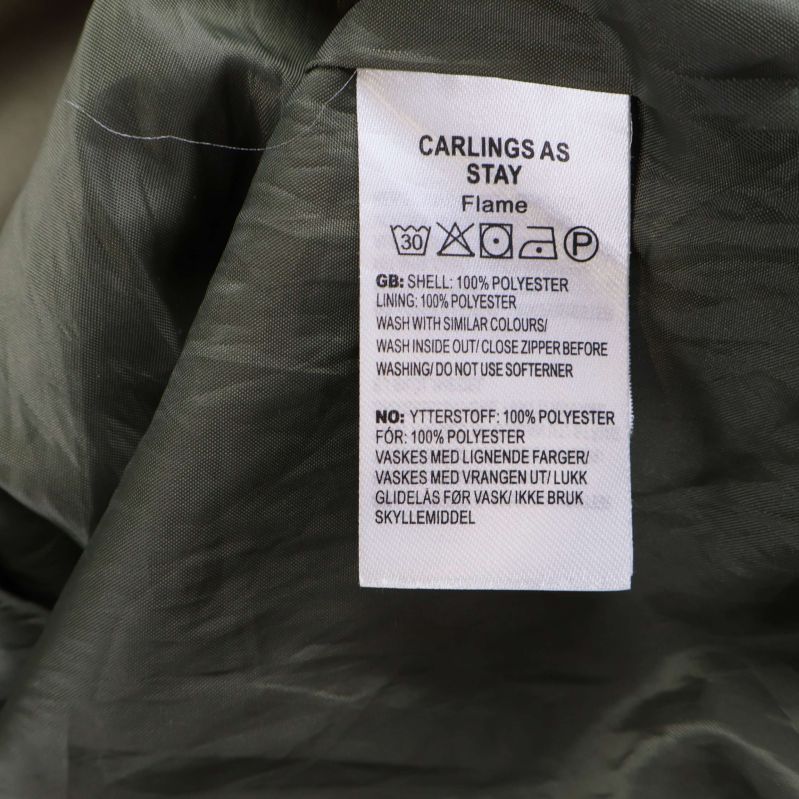 CARLINGS AS
STAY
Flame
30 P
GB: SHELL: 100% POLYESTER
LINING: 100% POLYESTER
WASH WITH SIMILAR COLOURS/
WASH INSIDE OUT/ CLOSE ZIPPER BEFORE
WASHING/ DO NOT USE SOFTERNER
NO: YTTERSTOFF: 100% POLYESTER
FÓR: 100% POLYESTER
VASKES MED LIGNENDE FARGER/
VASKES MED VRANGEN UT/ LUKK
GLIDELÅS FØR VASK/ IKKE BRUK
SKYLLEMIDDEL